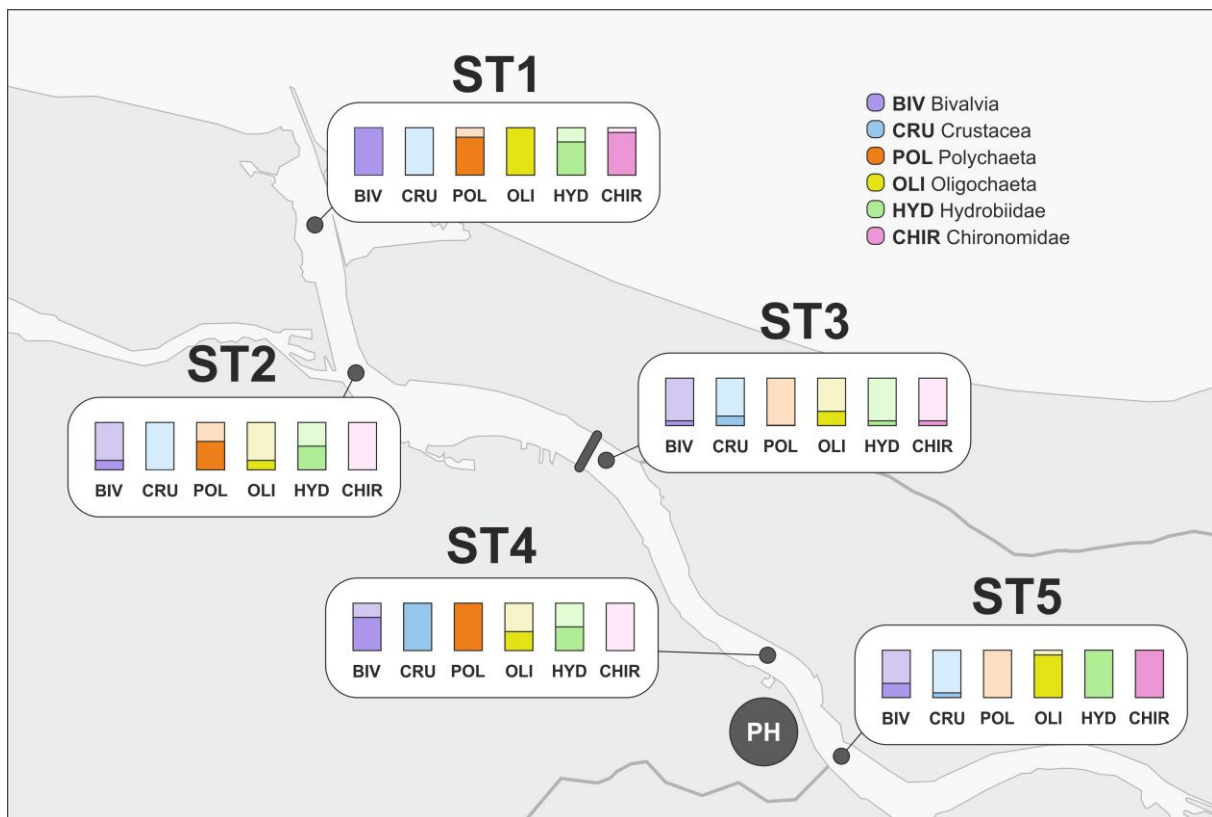 ST1
BIV CRU POL OLI HYD CHIR
BIV Bivalvia
CRU Crustacea
POL Polychaeta
OLI Oligochaeta
HYD Hydrobiidae
CHIR Chironomidae
ST3
BIV CRU POL OLI HYD CHIR
ST2
BIV CRU POL OLI HYD CHIR
ST4
BIV CRU POL OLI HYD CHIR
ST5
BIV CRU POL OLI HYD CHIR
PH